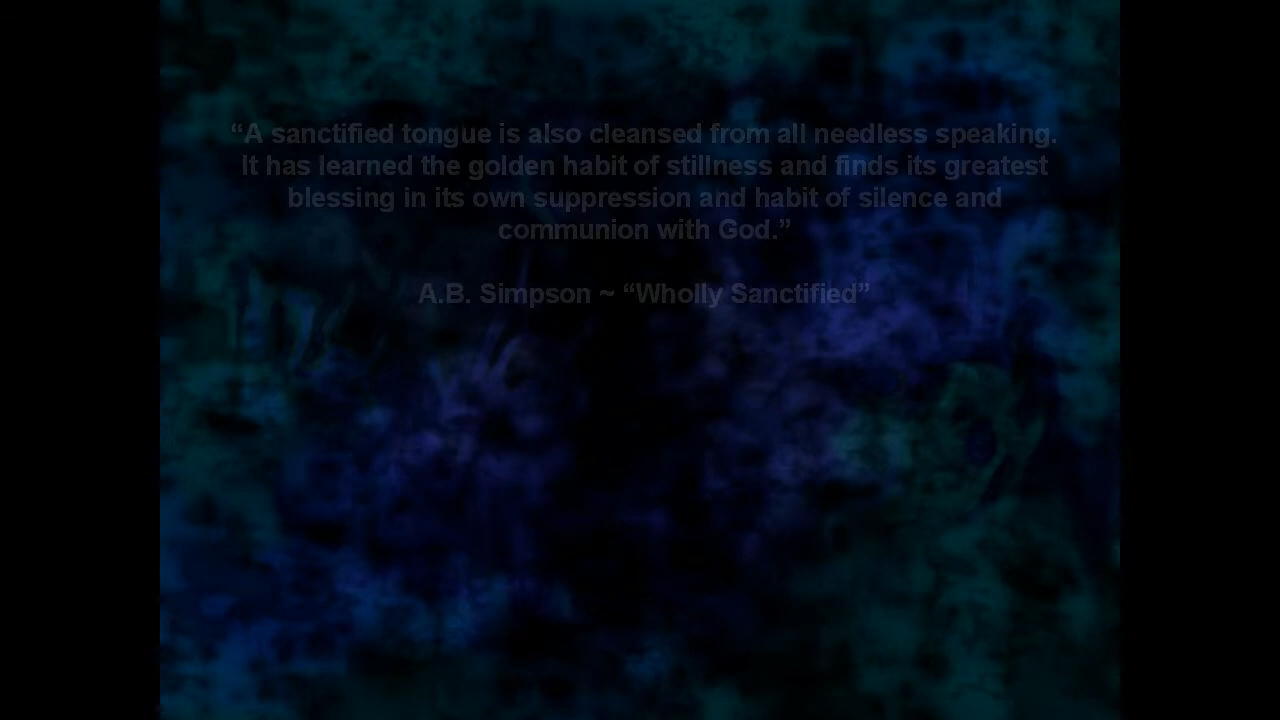 “A sanctified tongue is also cleansed from all needless speaking.
It has learned the golden habit of stillness and finds its greatest
blessing in its own suppression and habit of silence and
communion with God.”
A.B. Simpson ~ “Wholly Sanctified”